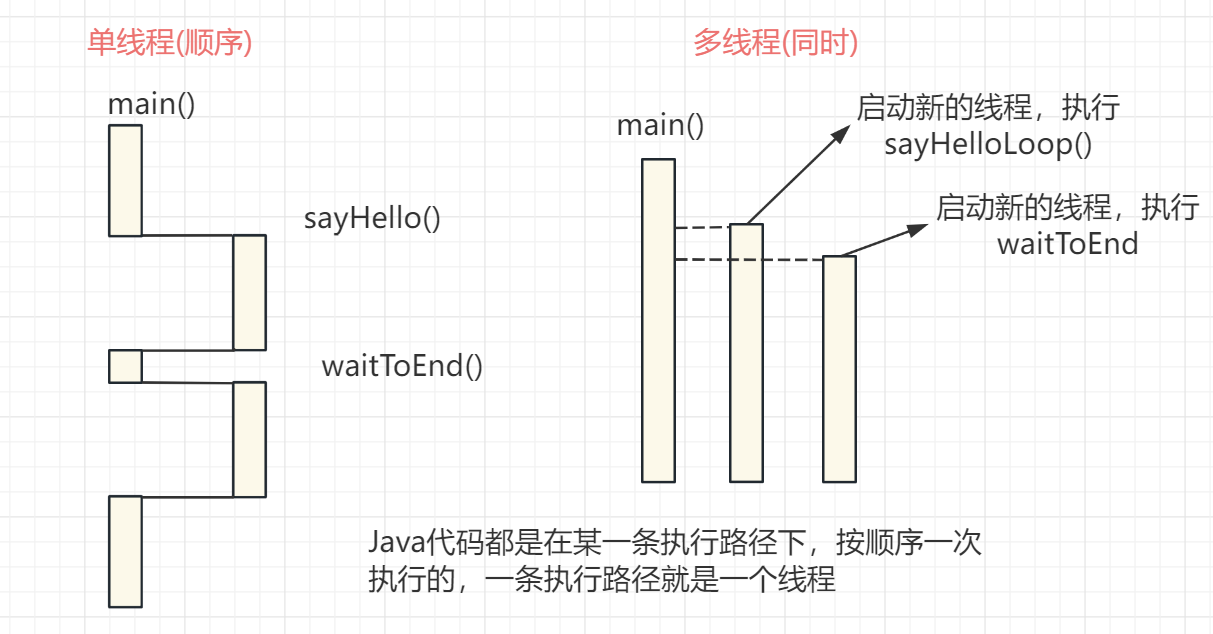 单线程(顺序)
main()
sayHello()
waitToEnd()
多线程(同时)
main()
启动新的线程，执行
sayHelloLoop()
启动新的线程，执行
waitToEnd
Java代码都是在某一条执行路径下，按顺序一次
执行的，一条执行路径就是一个线程